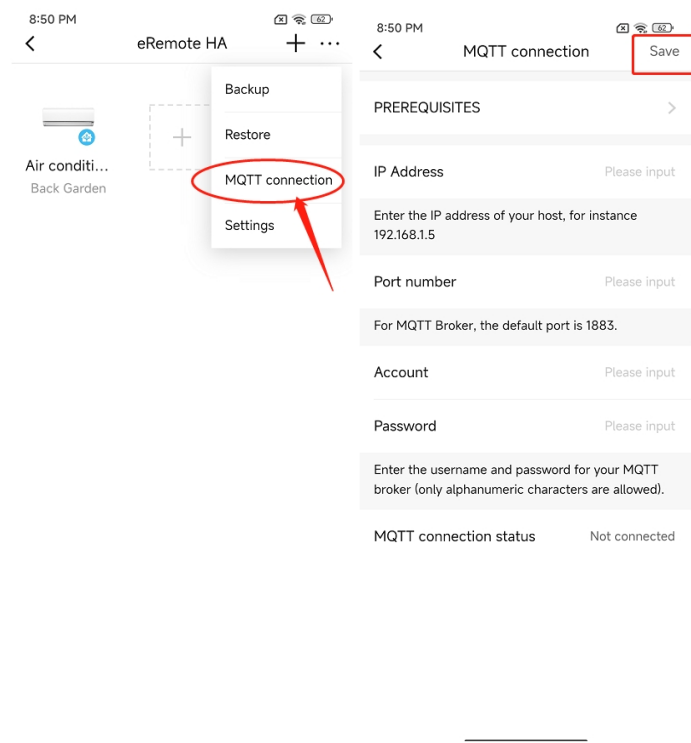 8:50 PM
62
eRemote HA
Backup
Restore
MQTT connection
Settings
Air conditi...
Back Garden
8:50 PM
62
MQTT connection
Save
PREREQUISITES
IP Address
Please input
Enter the IP address of your host, for instance
192.168.1.5
Port number
Please input
For MQTT Broker, the default port is 1883.
Account
Please input
Password
Please input
Enter the username and password for your MQTT
broker (only alphanumeric characters are allowed).
MQTT connection status
Not connected